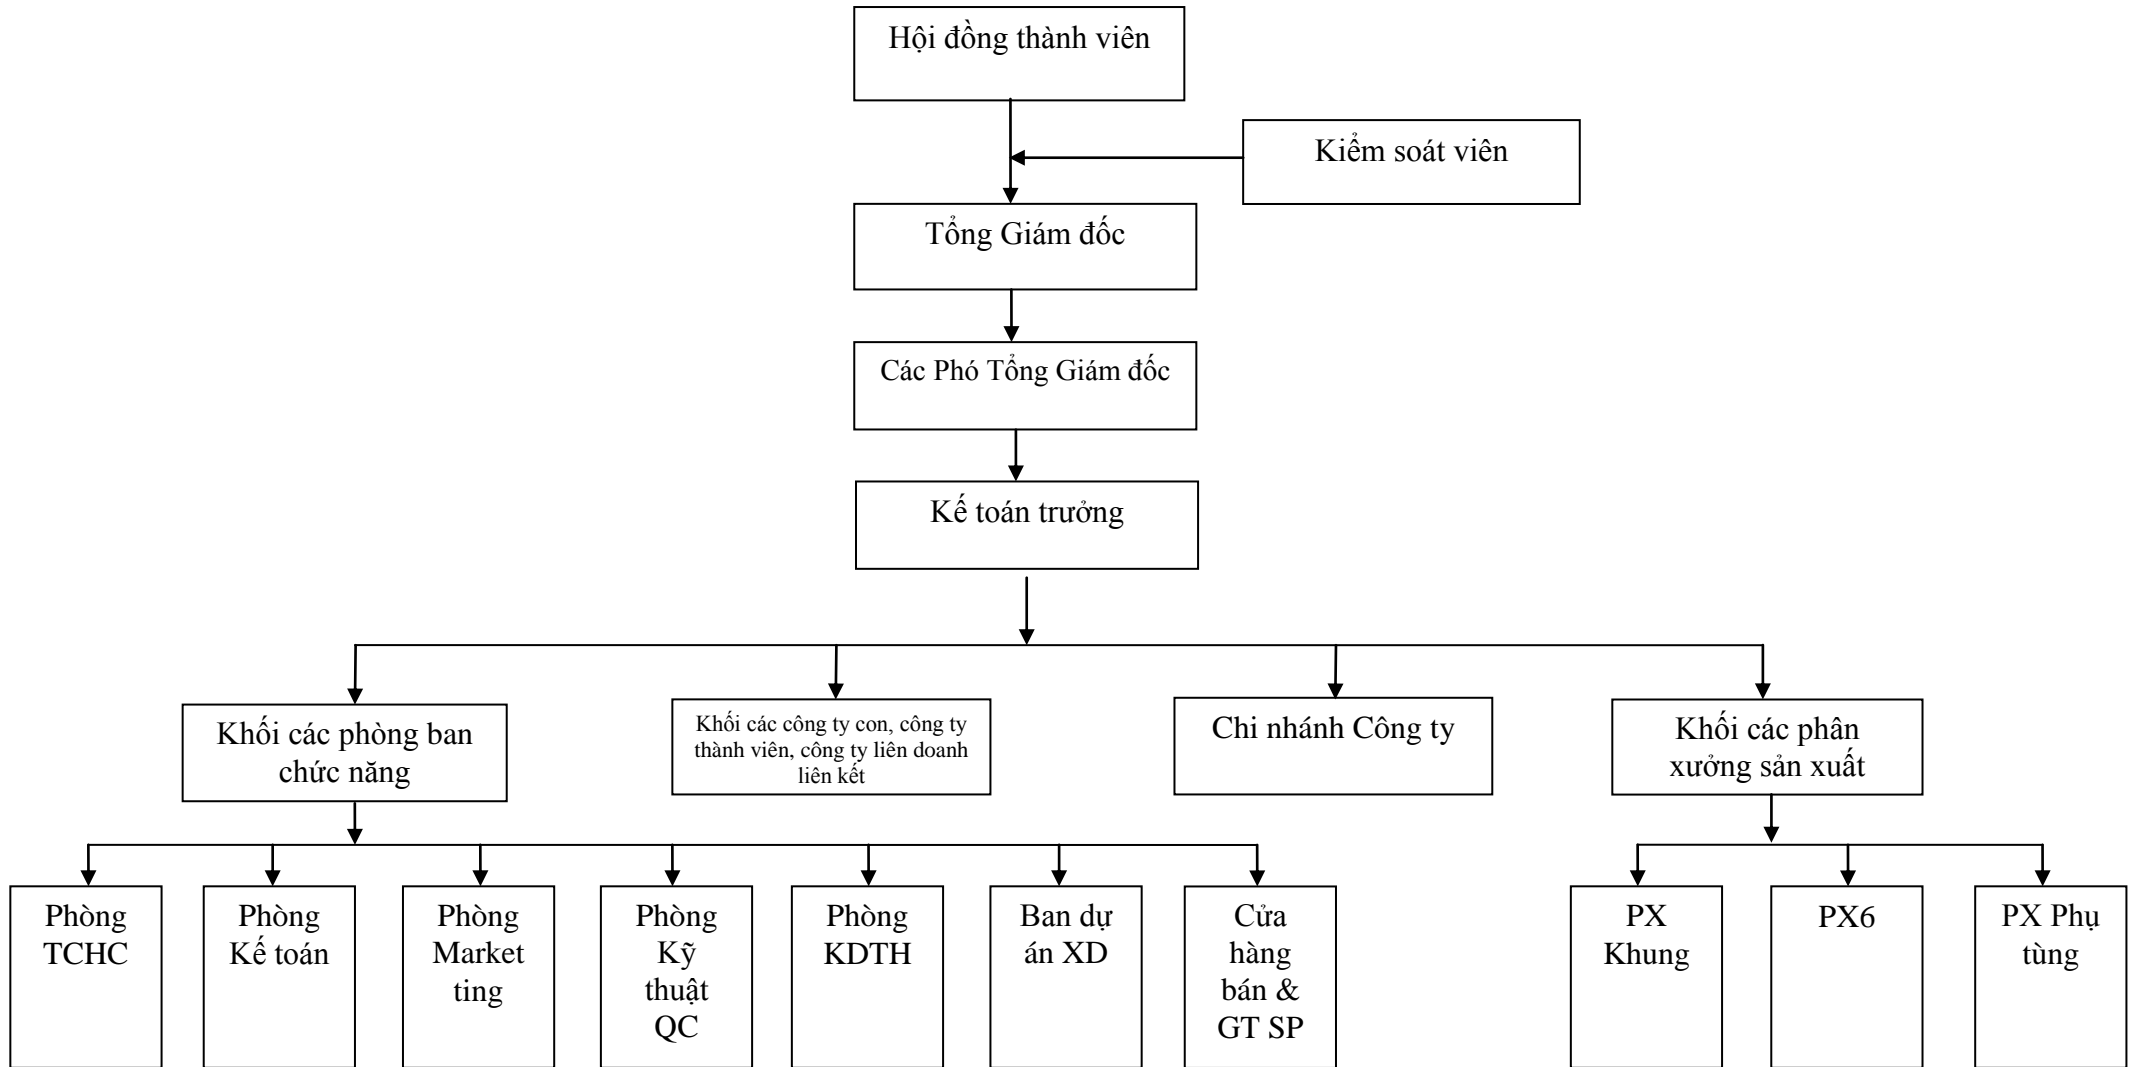 Hội đồng thành viên
Kiểm soát viên
Tổng Giám đốc
Các Phó Tổng Giám đốc
Kế toán trưởng
Khối các phòng ban
chức năng
Khối các công ty con, công ty
thành viên, công ty liên doanh
liên kết
Chi nhánh Công ty
Khối các phân
xưởng sản xuất
Phòng
TCHC
Phòng
Kế toán
Phòng
Market
ting
Phòng
Kỹ
thuật
QC
Phòng
KDTH
Ban dự
án XD
Cửa
hàng
bán &
GT SP
PX
Khung
PX6
PX Phụ
tùng